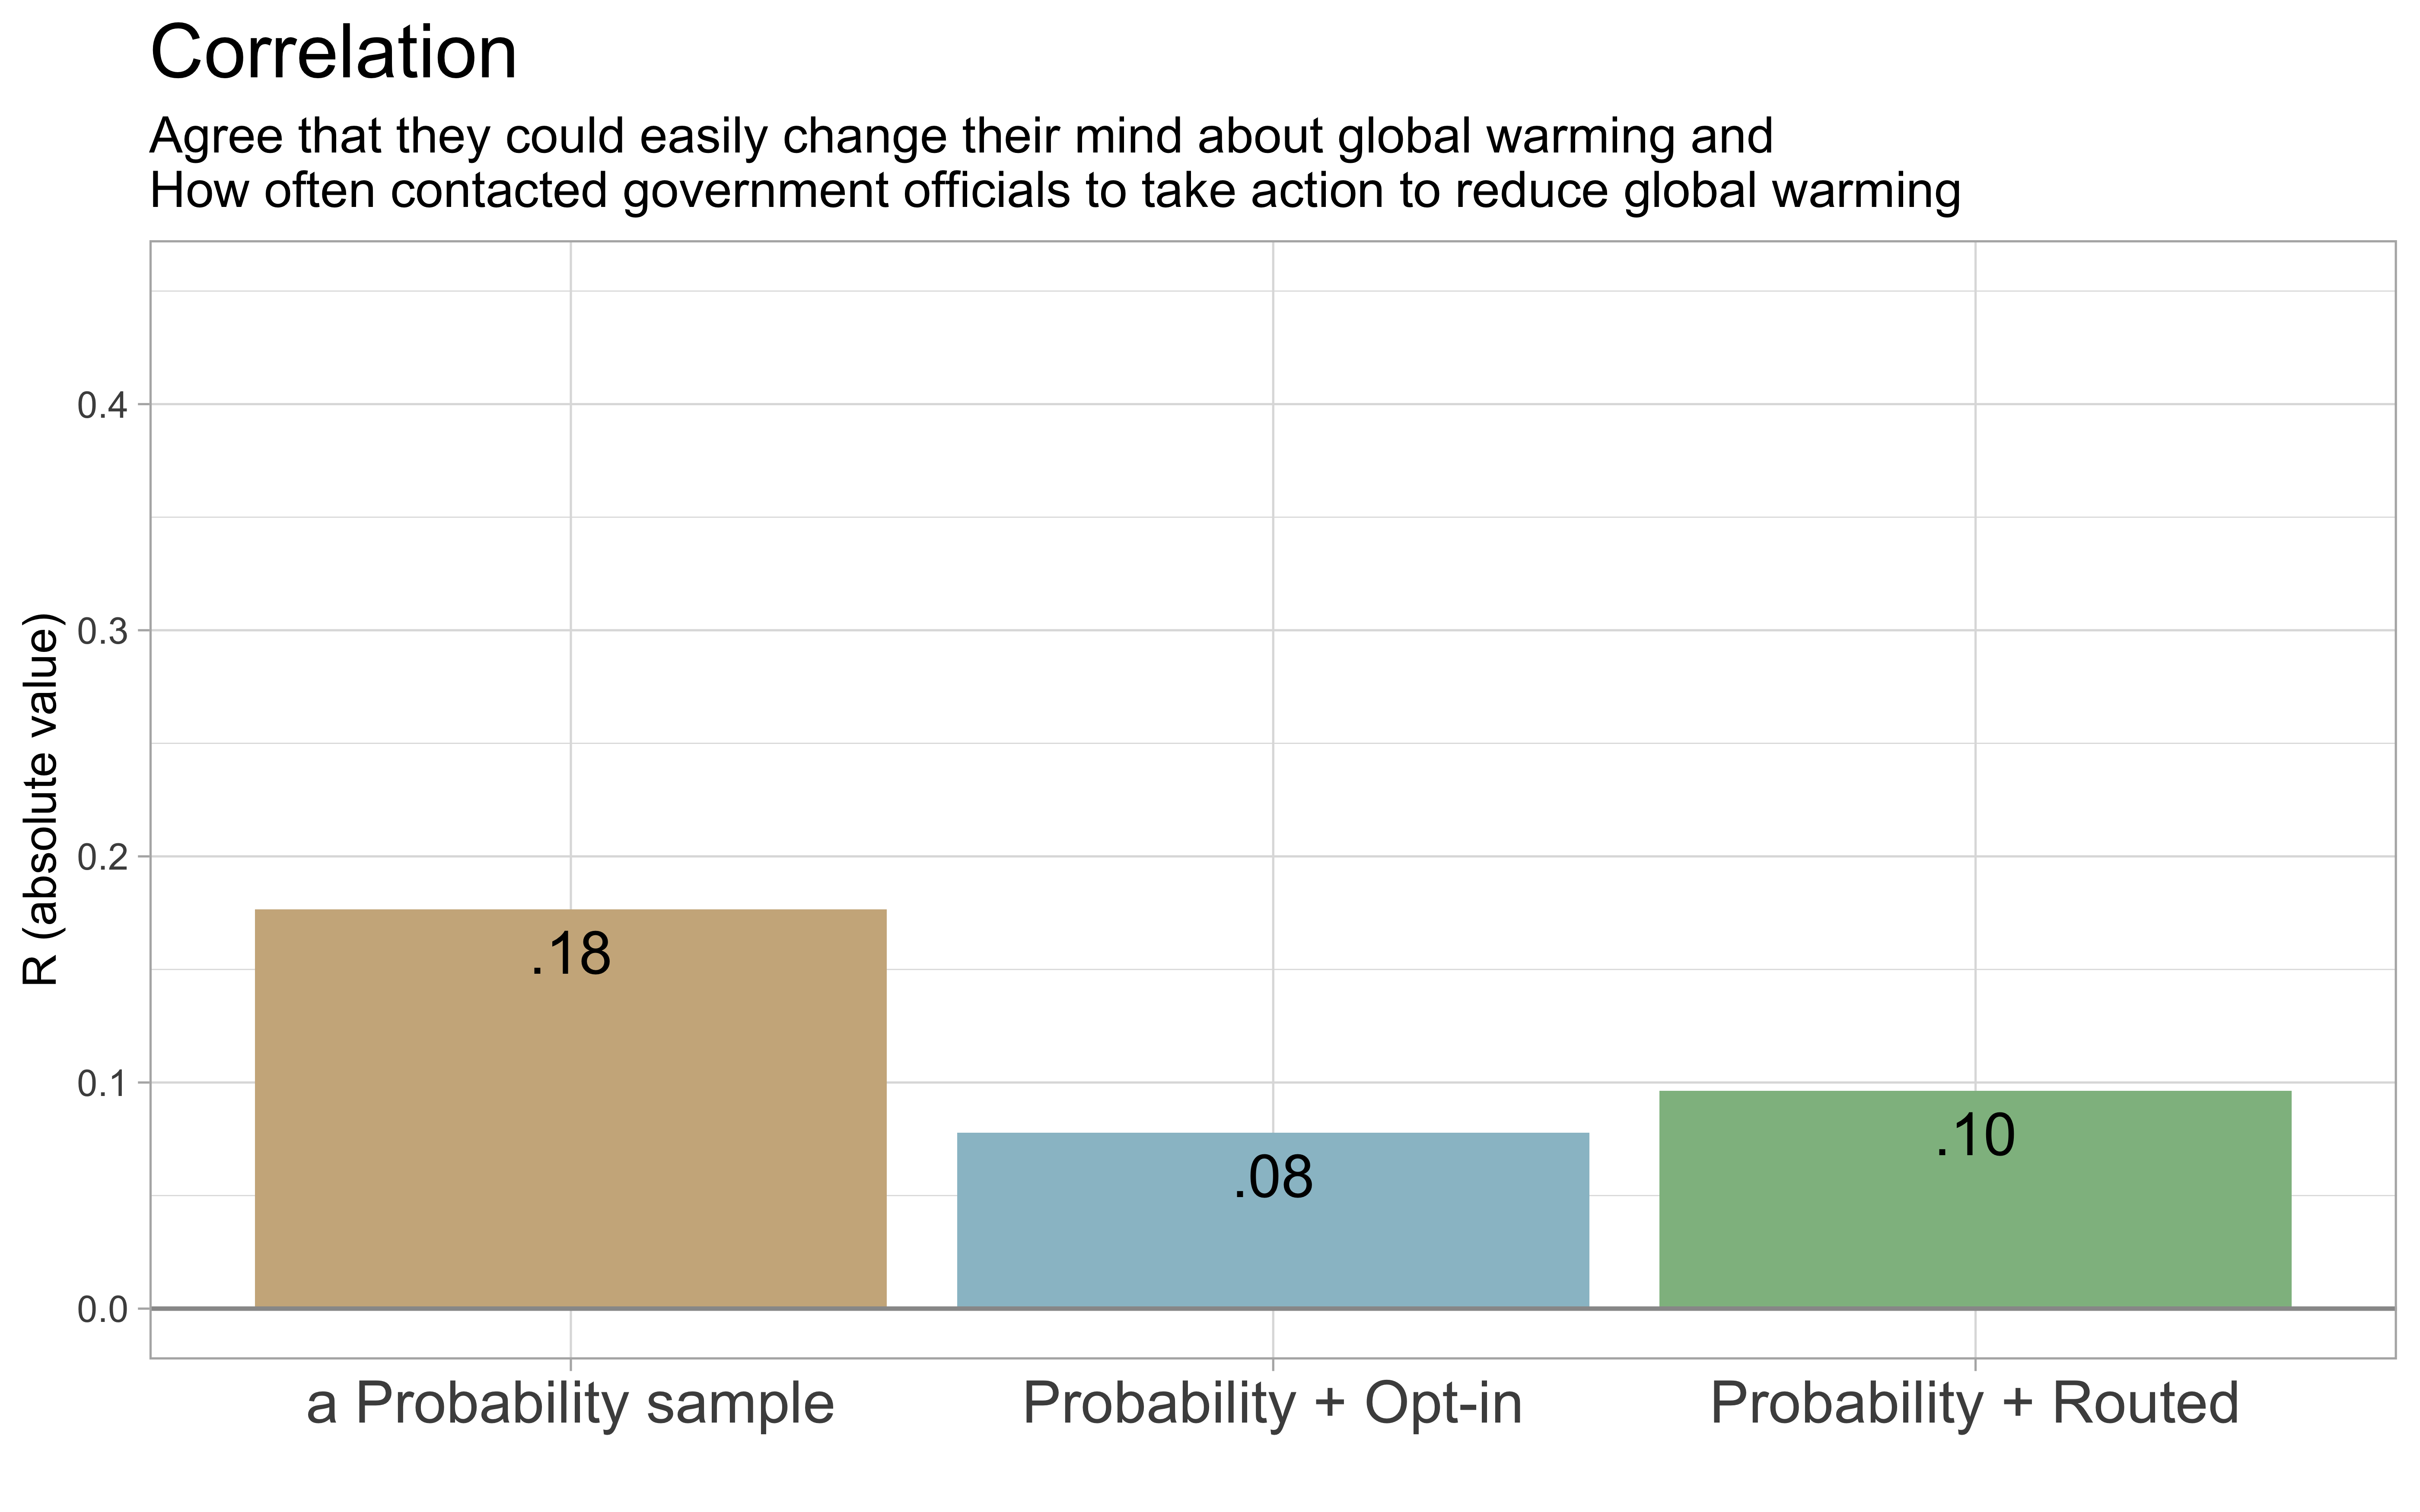 Correlation
Agree that they could easily change their mind about global warming and
How often contacted government officials to take action to reduce global warming
R (absolute value)
0.4
0.3
0.2
0.1
0.0
.18
.08
.10
a Probability sample
Probability + Opt-in
Probability + Routed